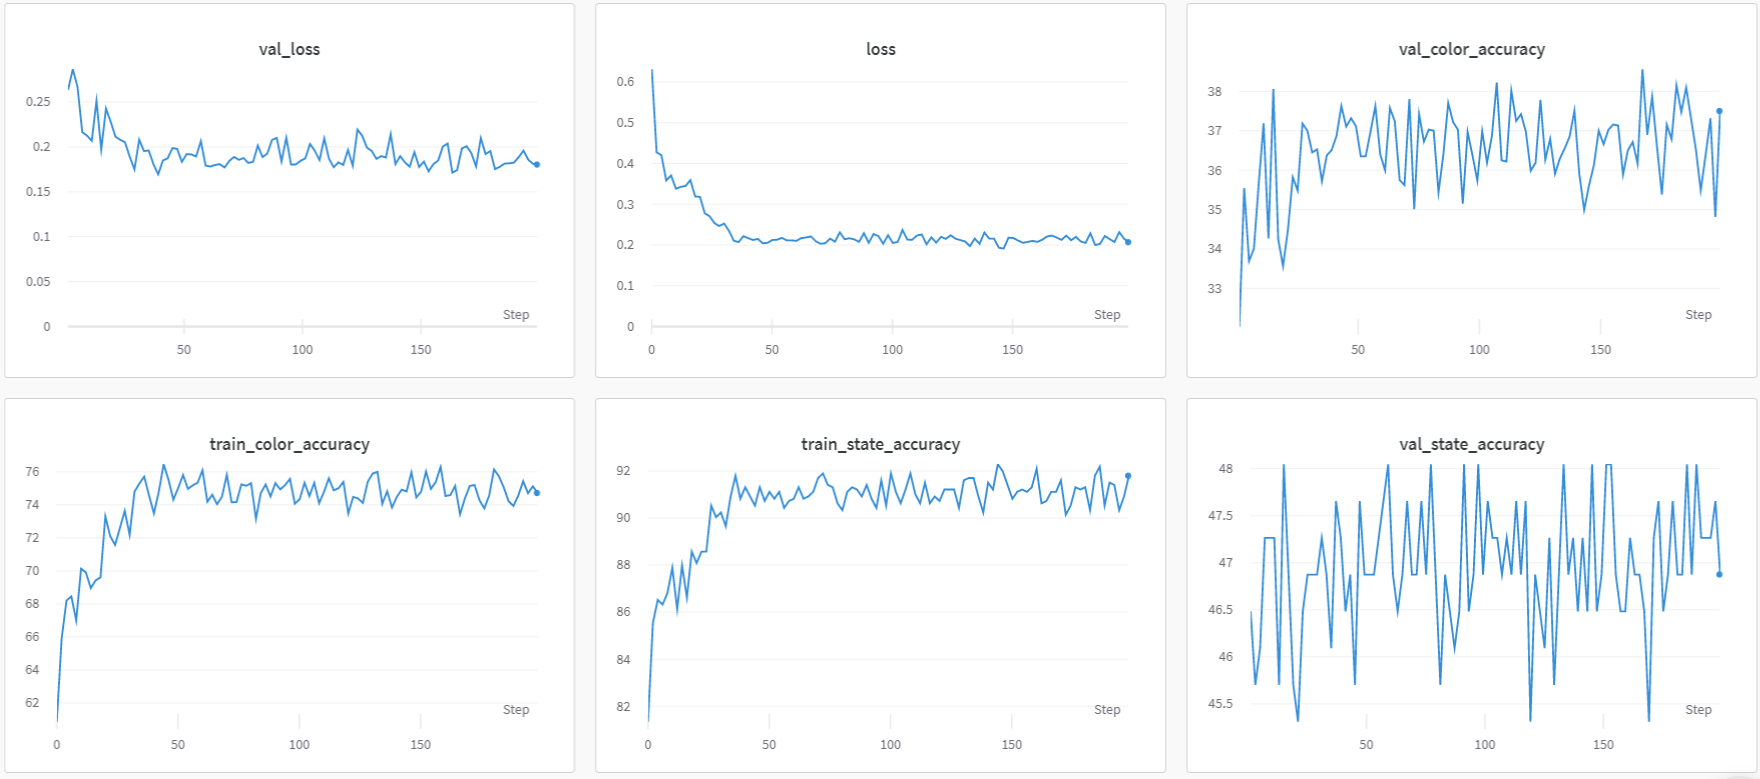 val_loss
0.25
0.2
0.15
0.1
0.05
0
Step
50 100 150
loss
0.6
0.5
0.4
0.3
0.2
0.1
0
Step
0 50 100 150
val_color_accuracy
38
37
36
35
34
33
Step
50 100 150
train_color_accuracy
76
74
72
70
68
66
64
62
Step
0 50 100 150
train_state_accuracy
92
90
88
86
84
82
Step
0 50 100 150
val_state_accuracy
48
47.5
47
46.5
46
45.5
Step
50 100 150